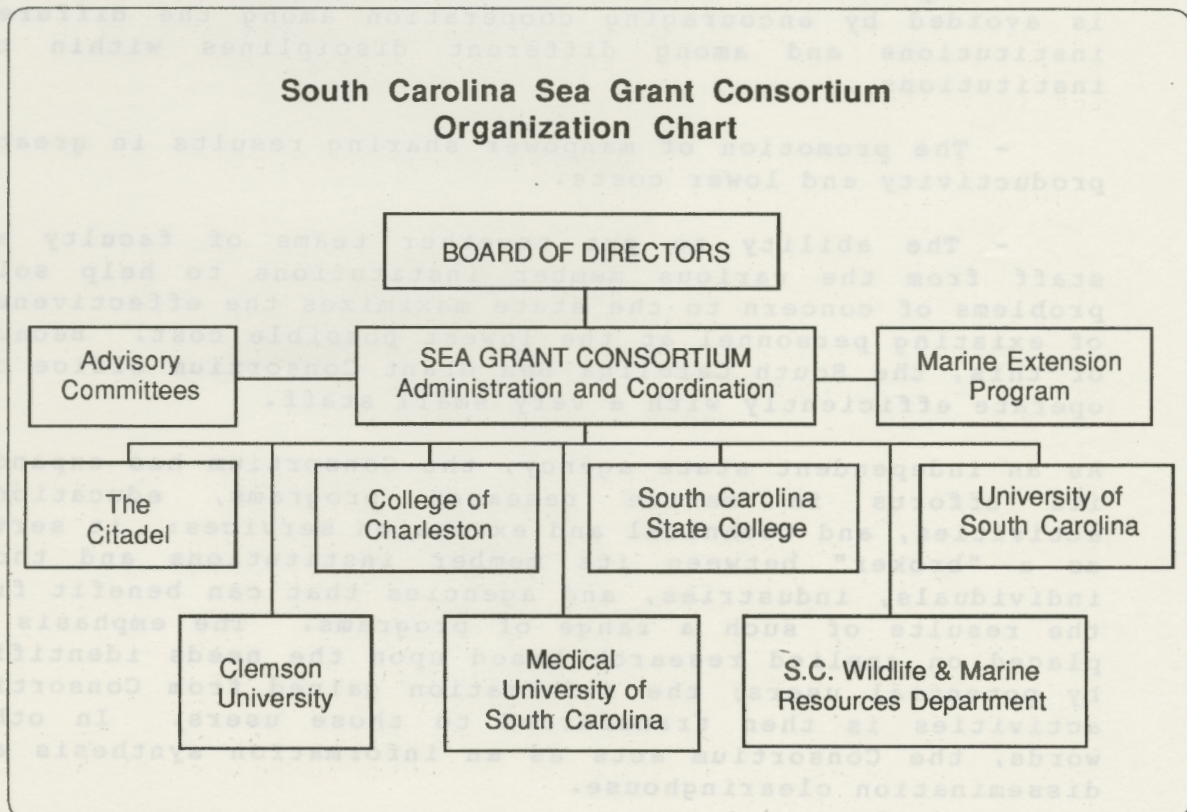 South Carolina Sea Grant Consortium
Organization Chart
BOARD OF DIRECTORS
Advisory
Committees
SEA GRANT CONSORTIUM
Administration and Coordination
Marine Extension
Program
The
Citadel
College of
Charleston
South Carolina
State College
University of
South Carolina
Clemson
University
Medical
University of
South Carolina
S.C. Wildlife & Marine
Resources Department